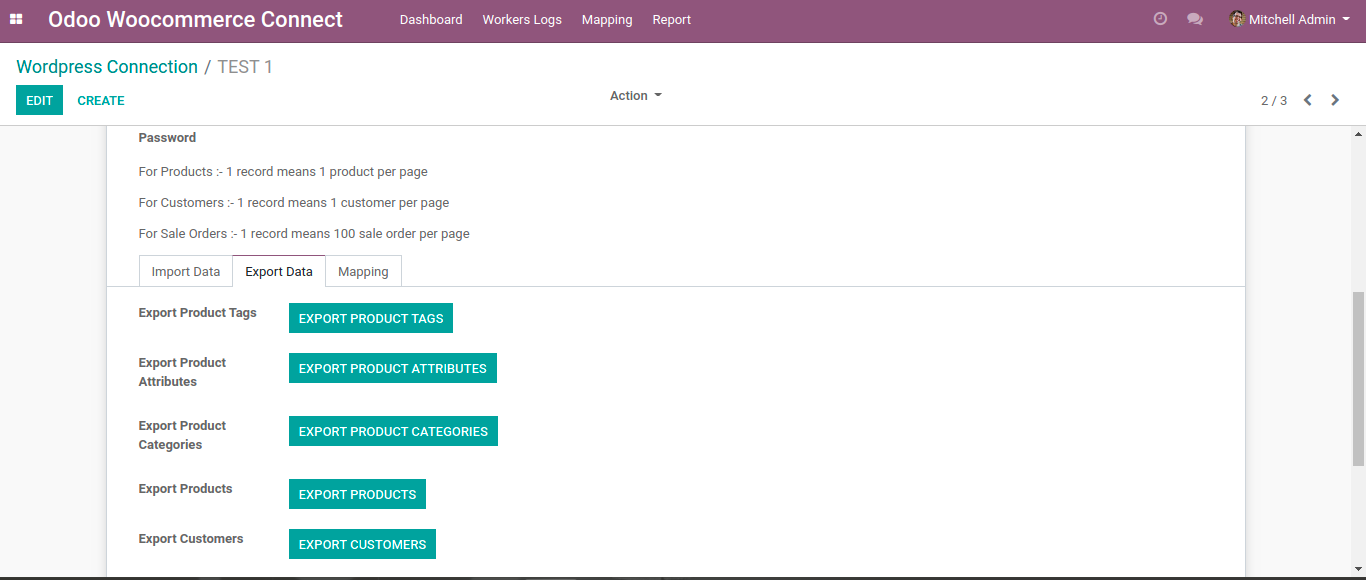 Odoo Woocommerce Connect Dashboard Workers Logs Mapping Report Mitchell Admin
Wordpress Connection / TEST 1
EDIT CREATE Action 2 / 3
Password
For Products :- 1 record means 1 product per page
For Customers :- 1 record means 1 customer per page
For Sale Orders :- 1 record means 100 sale order per page
Import Data Export Data Mapping
Export Product Tags EXPORT PRODUCT TAGS
Export Product
Attributes
EXPORT PRODUCT ATTRIBUTES
Export Product
Categories
EXPORT PRODUCT CATEGORIES
Export Products EXPORT PRODUCTS
Export Customers EXPORT CUSTOMERS